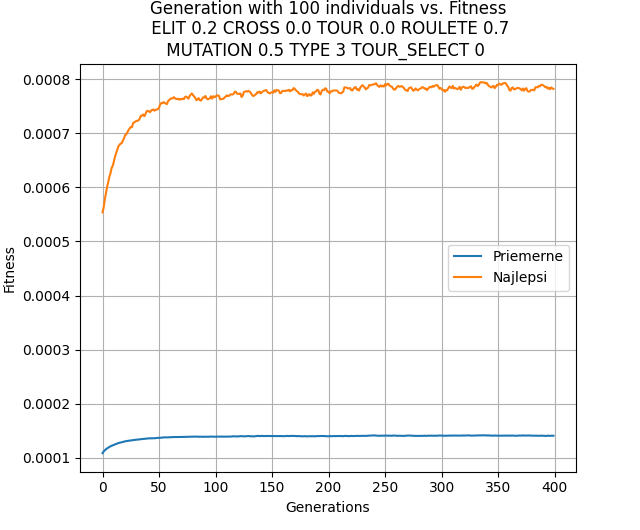 Generation with 100 individuals vs. Fitness
ELIT 0.2 CROSS 0.0 TOUR 0.0 ROULETE 0.7
MUTATION 0.5 TYPE 3 TOUR_SELECT 0
0.0008
0.0007
0.0006
0.0005
0.0004
0.0003
0.0002
0.0001
Fitness
Priemerne
Najlepsi
0 50 100 150 200 250 300 350 400
Generations